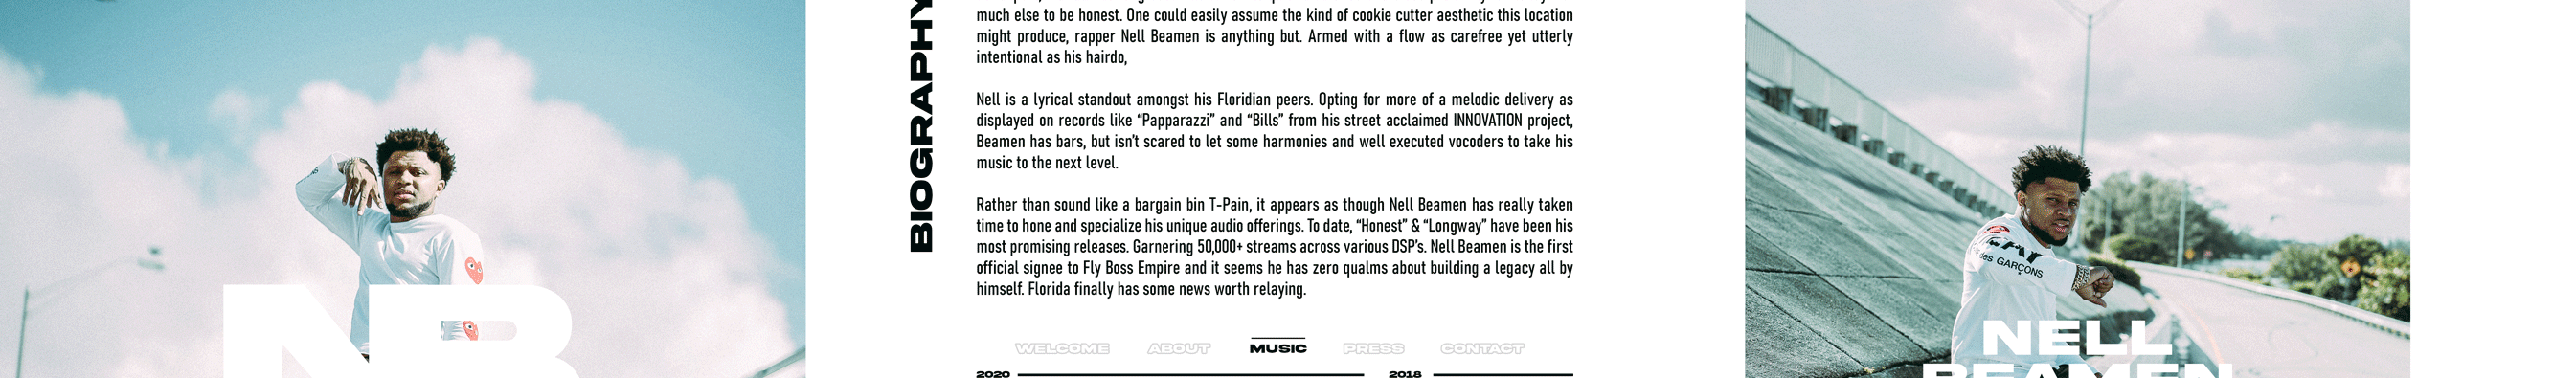 NB
BIOGRAPHY
much else to be honest. One could easily assume the kind of cookie cutter aesthetic this location
might produce, rapper Nell Beamen is anything but. Armed with a flow as carefree yet utterly
intentional as his hairdo,
Nell is a lyrical standout amongst his Floridian peers. Opting for more of a melodic delivery as
displayed on records like “Papparazzi” and “Bills” from his street acclaimed INNOVATION project,
Beamen has bars, but isn’t scared to let some harmonies and well executed vocoders to take his
music to the next level.
Rather than sound like a bargain bin T-Pain, it appears as though Nell Beamen has really taken
time to hone and specialize his unique audio offerings. To date, “Honest” & “Longway” have been his
most promising releases. Garnering 50,000+ streams across various DSP’s. Nell Beamen is the first
official signee to Fly Boss Empire and it seems he has zero qualms about building a legacy all by
himself. Florida finally has some news worth relaying.
WELCOME ABOUT MUSIC PRESS CONTACT
2020 2018
des GARÇONS
NELL
BEAMEN